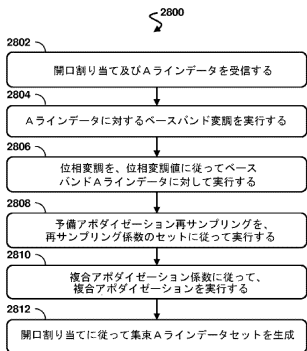 2800
2802
開口割り当て及びAラインデータを受信する
2804
Aラインデータに対するベースバンド変調を実行する
2806
位相変調を、位相変調値に従ってベース
バンドAラインデータに対して実行する
2808
予備アポダイゼーション再サンプリングを、
再サンプリング係数のセットに従って実行する
2810
複合アポダイゼーション係数に従って、
複合アポダイゼーションを実行する
2812
開口割り当てに従って集束Aラインデータセットを生成